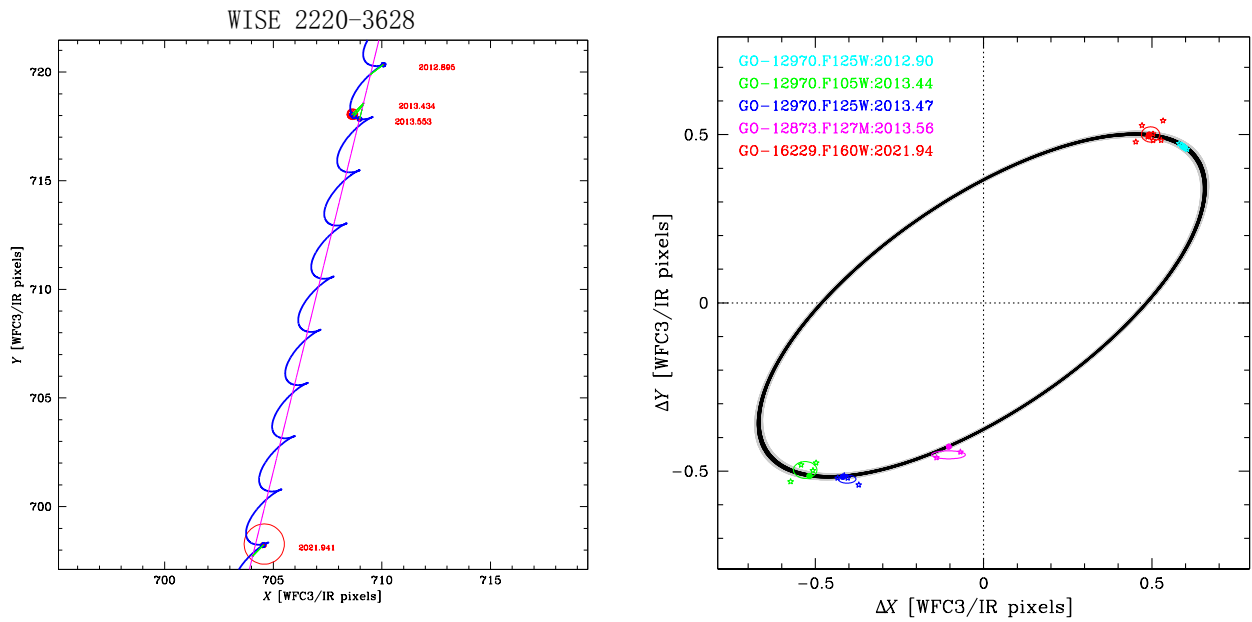 WISE 2220-3628
720
715
710
705
700
Y [WFC3/IR pixels]
2012.895
2013.434
2013.553
2021.941
700
705
710
715
X [WFC3/IR pixels]
GO-12970.F125W:2012.90
GO-12970.F105W:2013.44
GO-12970.F125W:2013.47
GO-12873.F127M:2013.56
GO-16229.F160W:2021.94
0.5
0
-0.5
ΔY [WFC3/IR pixels]
-0.5
0
0.5
ΔX [WFC3/IR pixels]